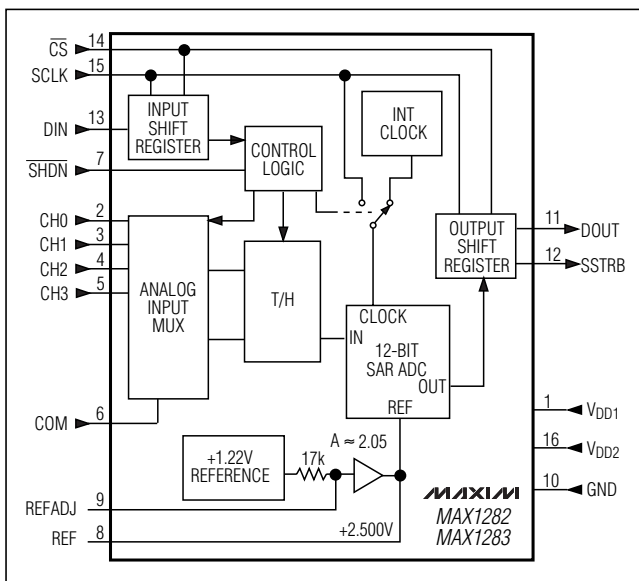 CS 14
SCLK 15
DIN 13
SHDN 7
CH0 2
CH1 3
CH2 4
CH3 5
COM 6
REFADJ 9
REF 8
INPUT
SHIFT
REGISTER
CONTROL
LOGIC
INT
CLOCK
ANALOG
INPUT
MUX
T/H
CLOCK
IN
12-BIT
SAR ADC
OUT
REF
OUTPUT
SHIFT
REGISTER
11 DOUT
12 SSTRB
+1.22V
REFERENCE
17k
A ≈ 2.05
+2.500V
1 VDD1
16 VDD2
10 GND
MAXIM
MAX1282
MAX1283